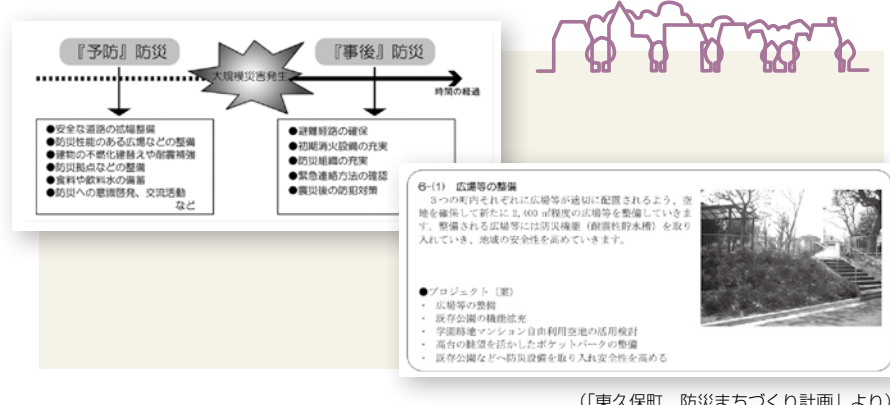 『予防』防災
大規模災害発生
『事後』防災
時間の経過
●安全な道路の拡幅整備
●防災性能のある広場などの整備
●建物の不燃化建替えや耐震補強
●防災拠点などの整備
●食料や飲料水の備蓄
●防災への意識啓発、交流活動
など
●避難経路の確保
●初期消火設備の充実
●防災組織の充実
●緊急連絡方法の確認
●震災後の防犯対策
6-(1) 広場等の整備
3つの町内それぞれに広場等が適切に配置されるよう、空
地を確保して新たに 2,400 ㎡程度の広場等を整備していきま
す。整備される広場等には防災機能（耐震性貯水槽）を取り
入れていき、地域の安全性を高めていきます。
●プロジェクト（案）
・ 広場等の整備
・ 既存公園の機能拡充
・ 学園跡地マンション自由利用空地の活用検討
・ 高台の眺望を活かしたポケットパークの整備
・ 既存公園などへ防災設備を取り入れ安全性を高める
（「東久保町 防災まちづくり計画」より）